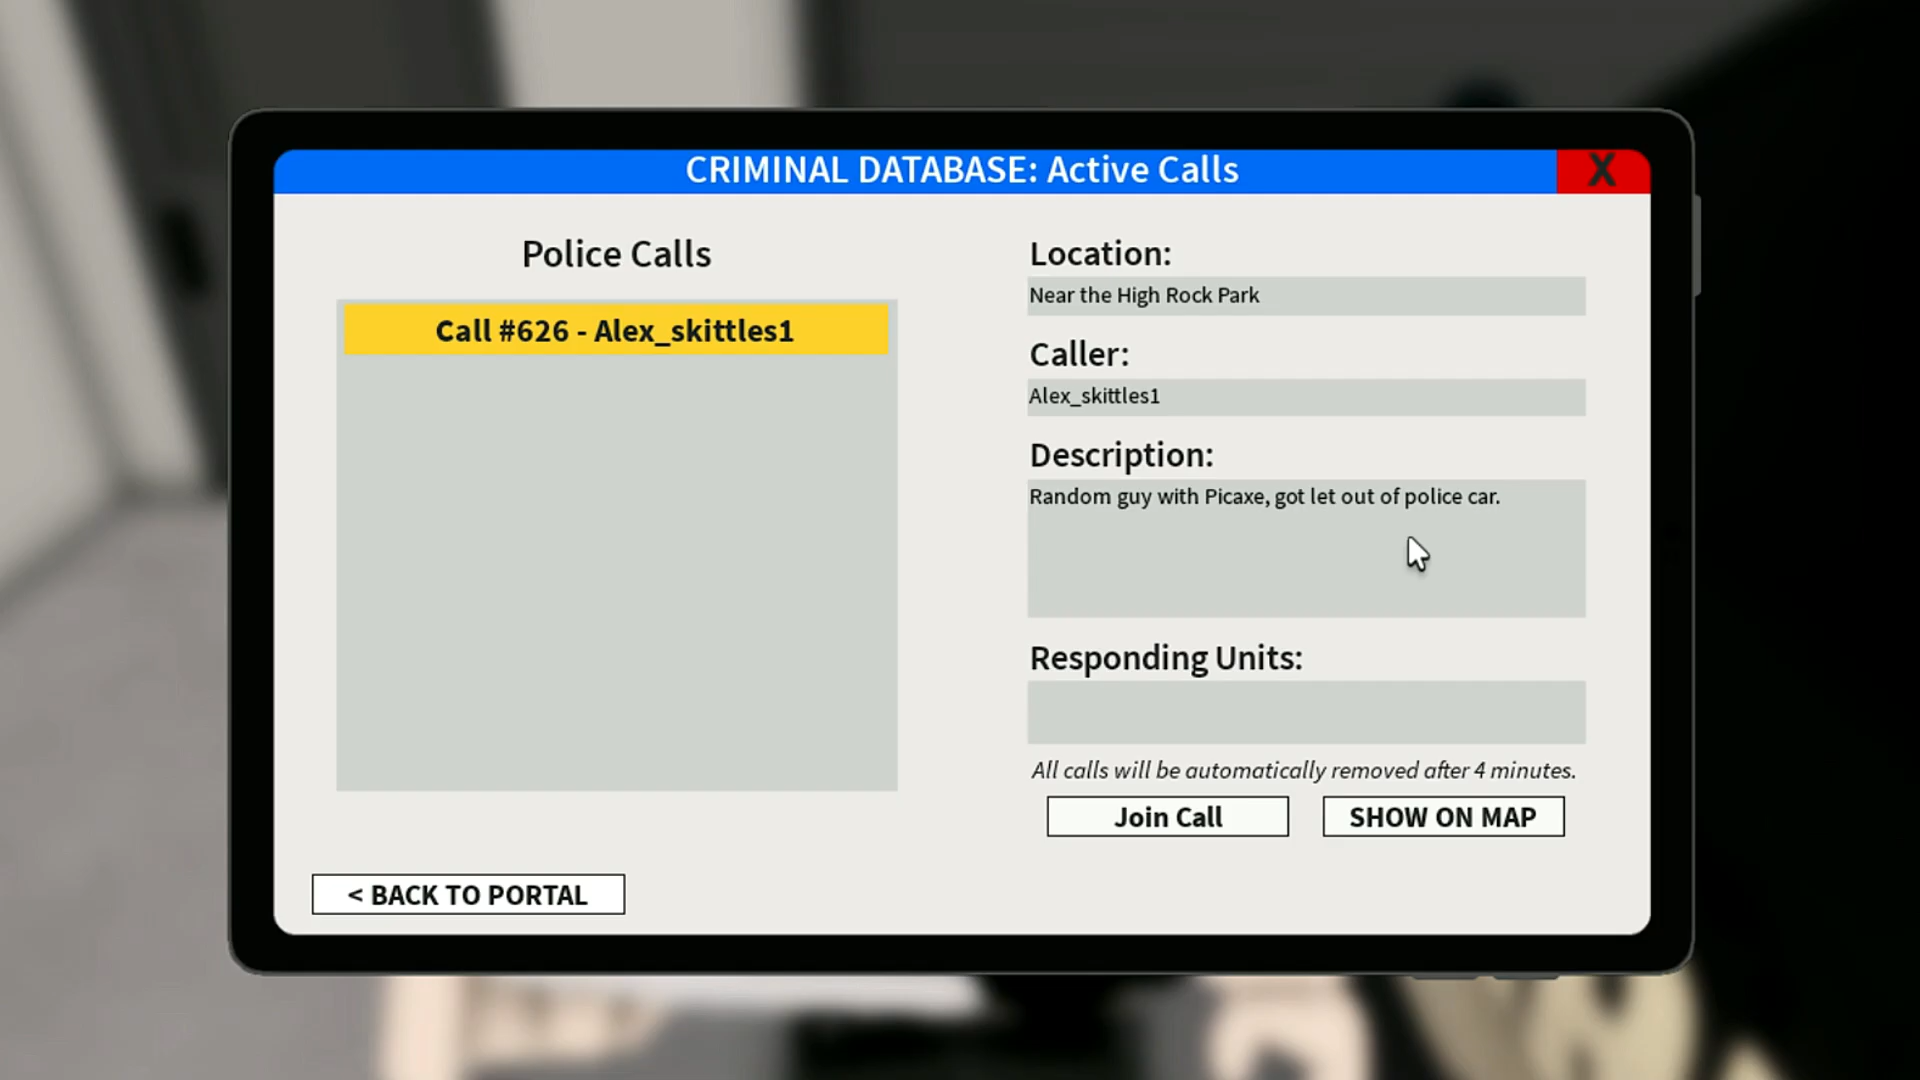 CRIMINAL DATABASE: Active Calls
X
Police Calls
Call #626 - Alex_skittles1
< BACK TO PORTAL
Location:
Near the High Rock Park
Caller:
Alex_skittles1
Description:
Random guy with Picaxe, got let out of police car.
Responding Units:
All calls will be automatically removed after 4 minutes.
Join Call
SHOW ON MAP